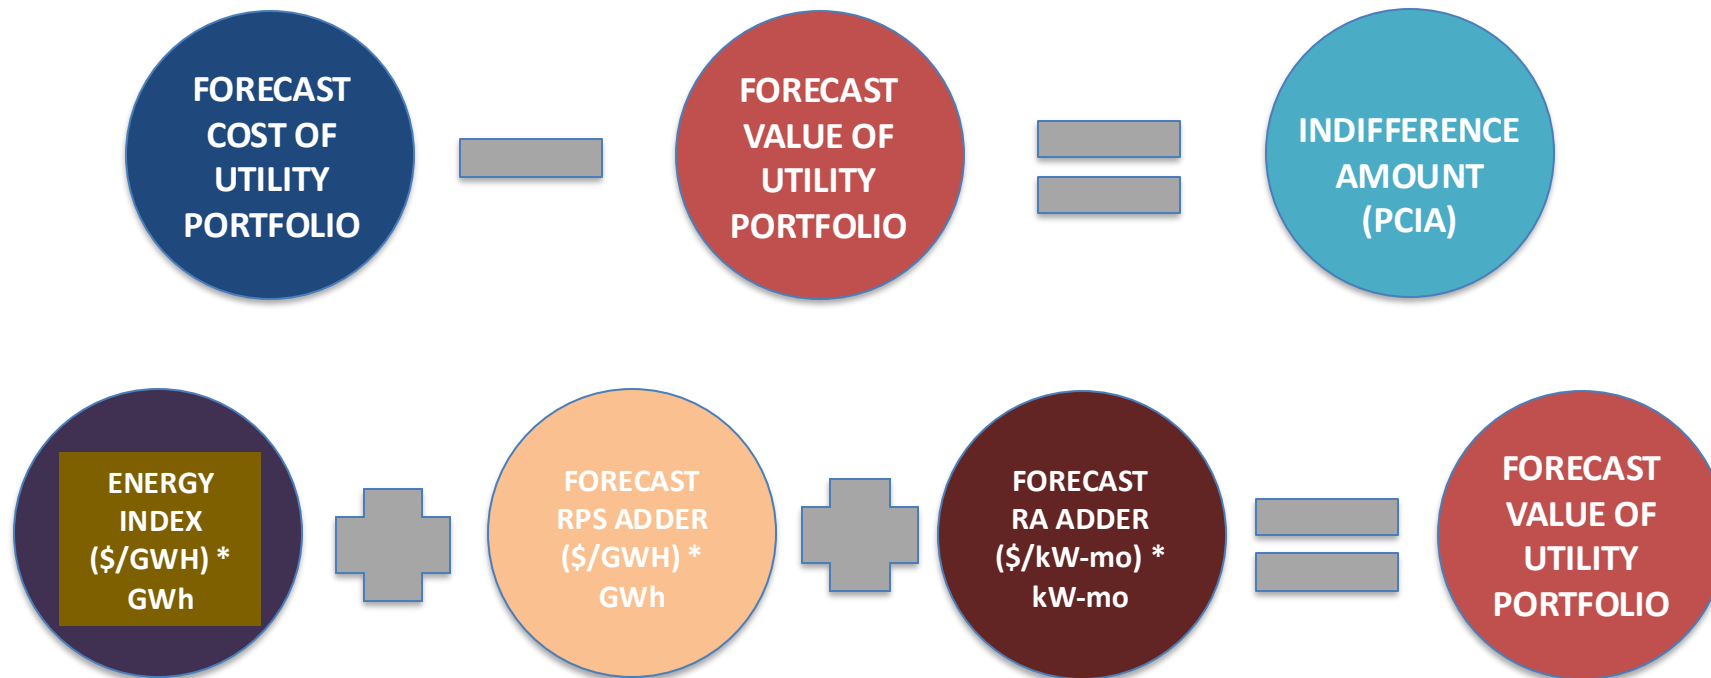 FORECAST
COST OF
UTILITY
PORTFOLIO
FORECAST
VALUE OF
UTILITY
PORTFOLIO
INDIFFERENCE
AMOUNT
(PCIA)
ENERGY
INDEX
($/GWH) *
GWh
FORECAST
RPS ADDER
($/GWH) *
GWh
FORECAST
RA ADDER
($/kW-mo) *
kW-mo
FORECAST
VALUE OF
UTILITY
PORTFOLIO